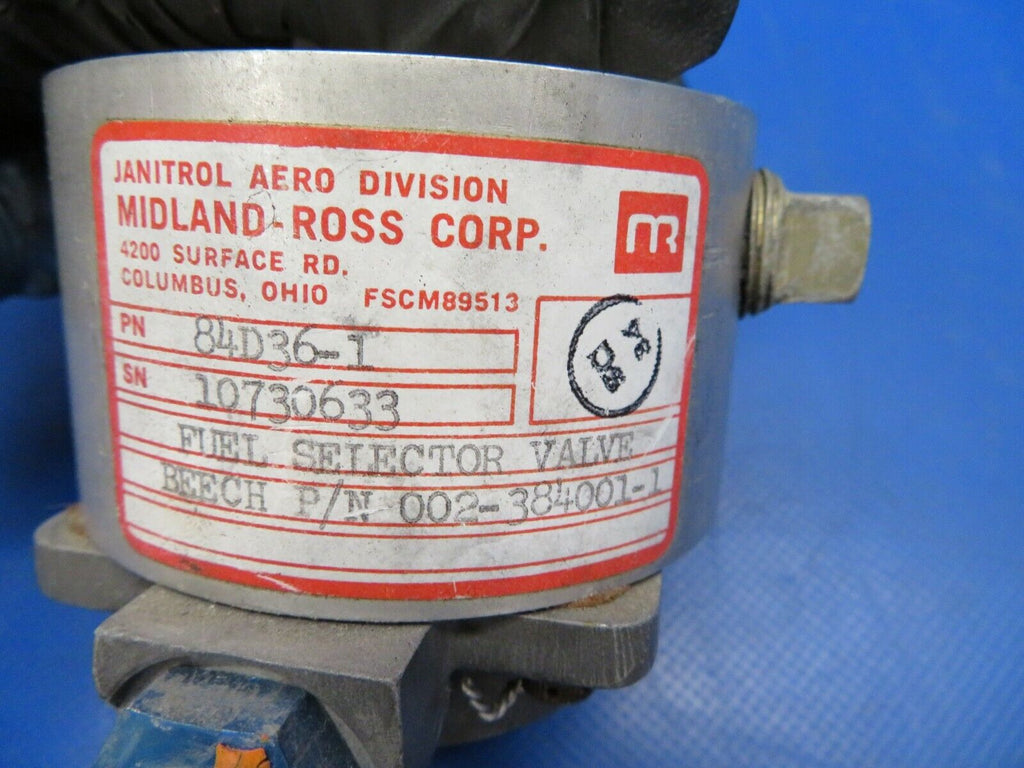 JANITROL AERO DIVISION
MIDLAND-ROSS CORP.
4200 SURFACE RD.
COLUMBUS, OHIO FSCM89513
PN 84D36-1
SN 10730633
FUEL SELECTOR VALVE
BEECH P/N 002-384001-1